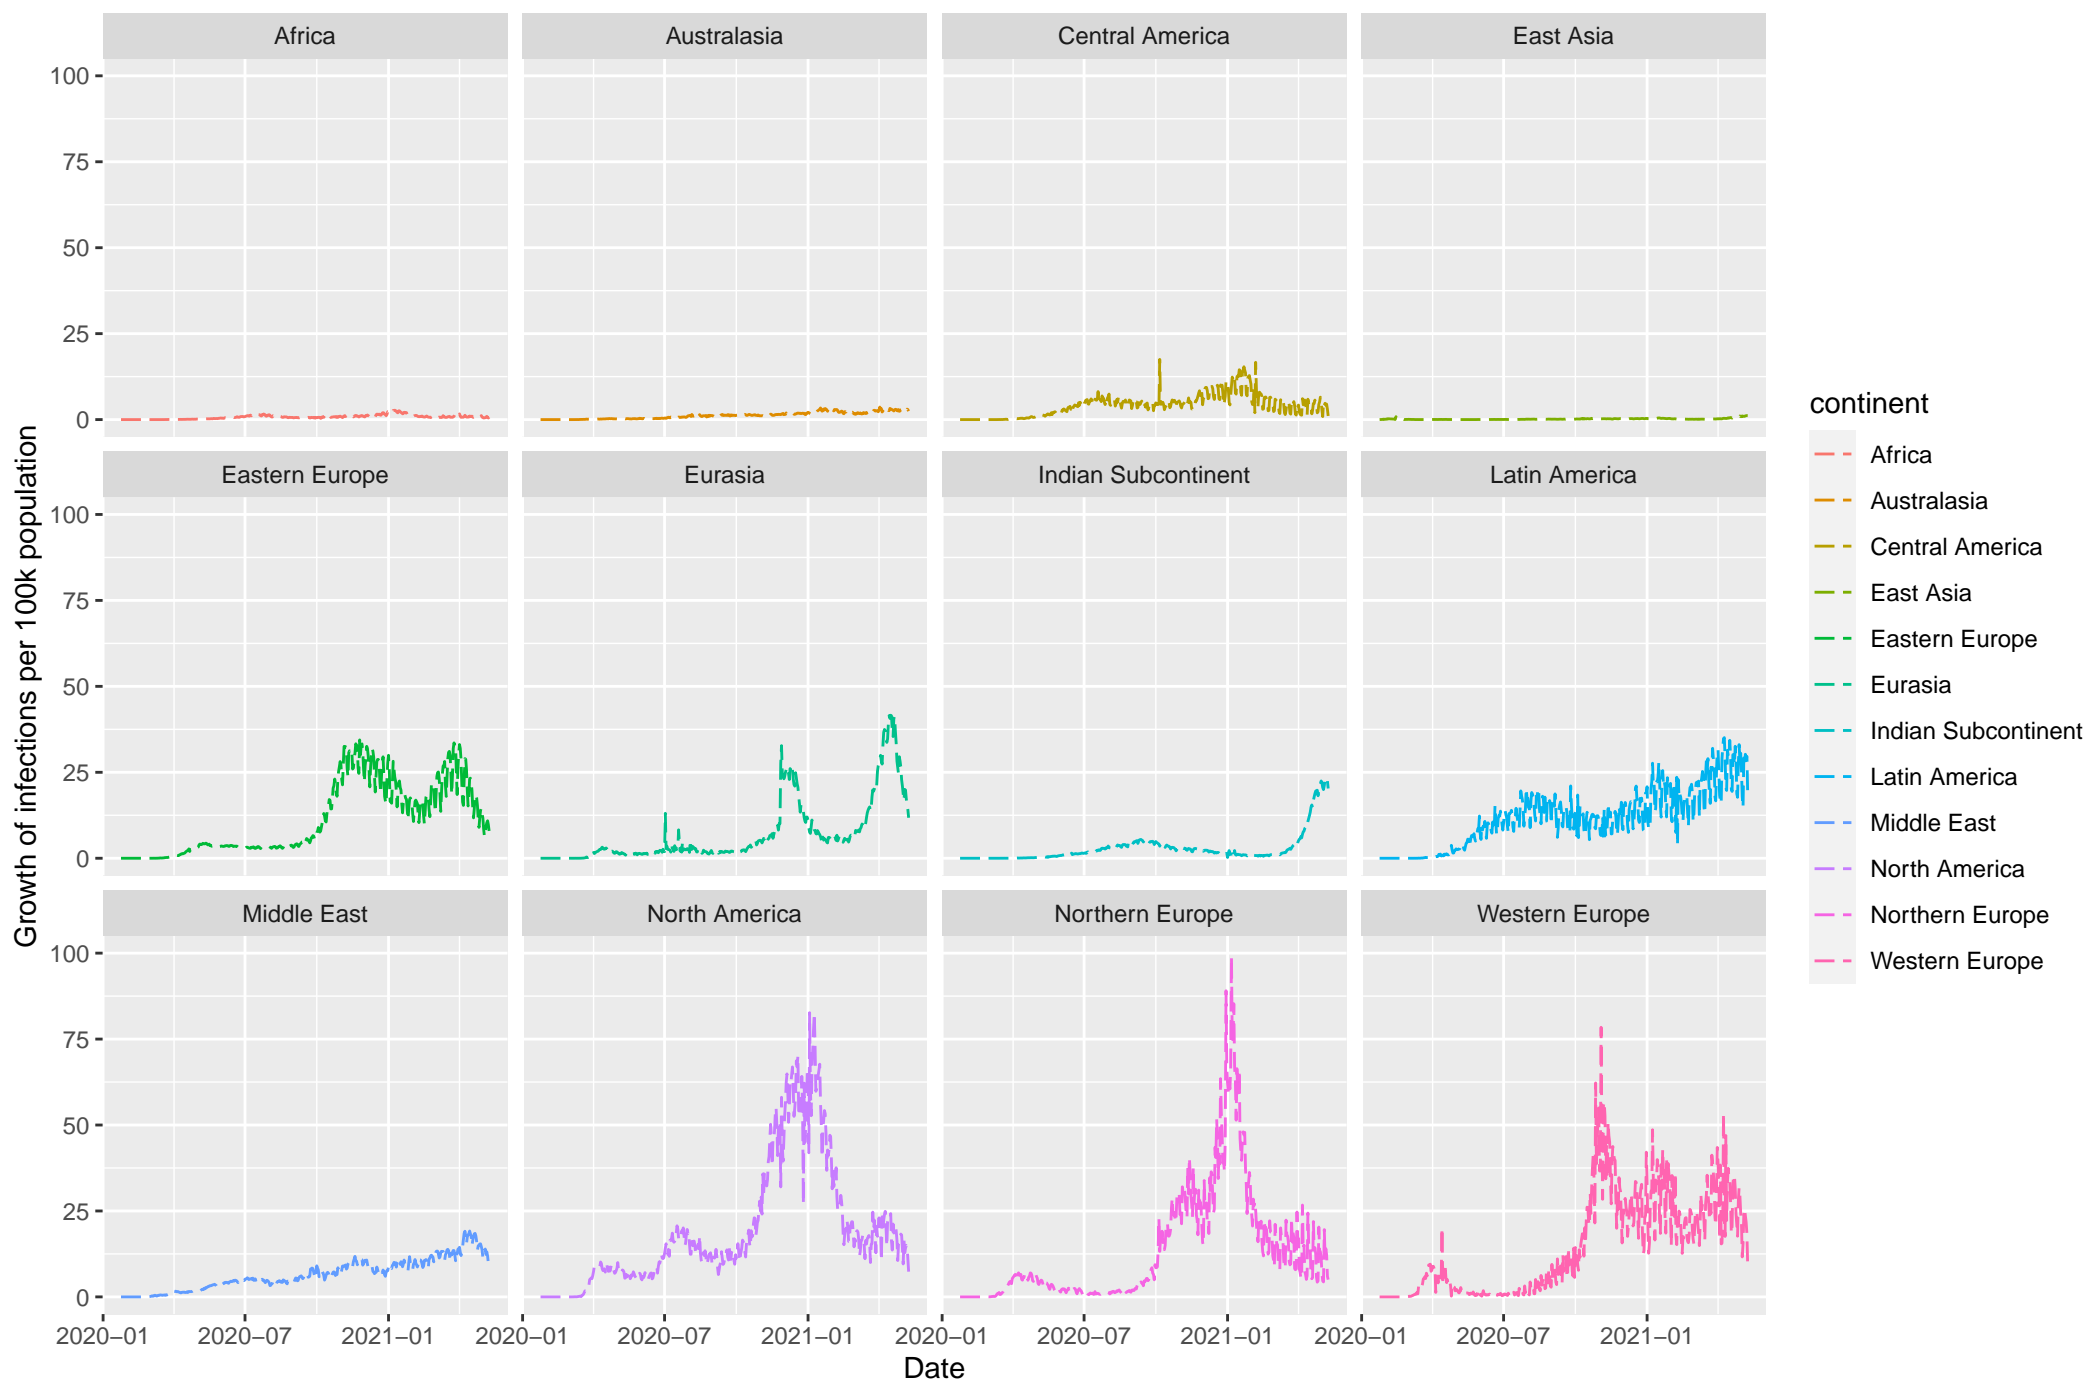 Africa
Australasia
Central America
East Asia
100
75
50
25
0
Eastern Europe
Eurasia
Indian Subcontinent
Latin America
100
75
50
25
0
Middle East
North America
Northern Europe
Western Europe
100
75
50
25
0
2020−01
2020−07
2021−01
2020−01
2020−07
2021−01
2020−01
2020−07
2021−01
2020−01
2020−07
2021−01
Date
Growth of infections per 100k population
continent
Africa
Australasia
Central America
East Asia
Eastern Europe
Eurasia
Indian Subcontinent
Latin America
Middle East
North America
Northern Europe
Western Europe